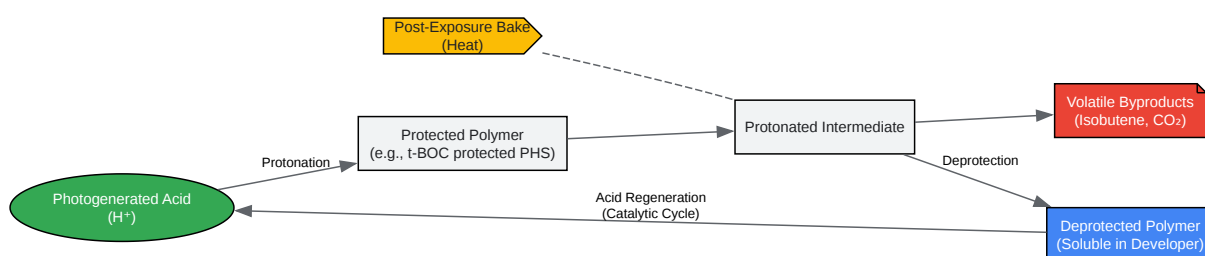 Post-Exposure Bake
(Heat)
Volatile Byproducts
(Isobutene, CO₂)
Protonated Intermediate
Protected Polymer
(e.g., t-BOC protected PHS)
Protonation
Deprotection
Photogenerated Acid
(H⁺)
Acid Regeneration
(Catalytic Cycle)
Deprotected Polymer
(Soluble in Developer)